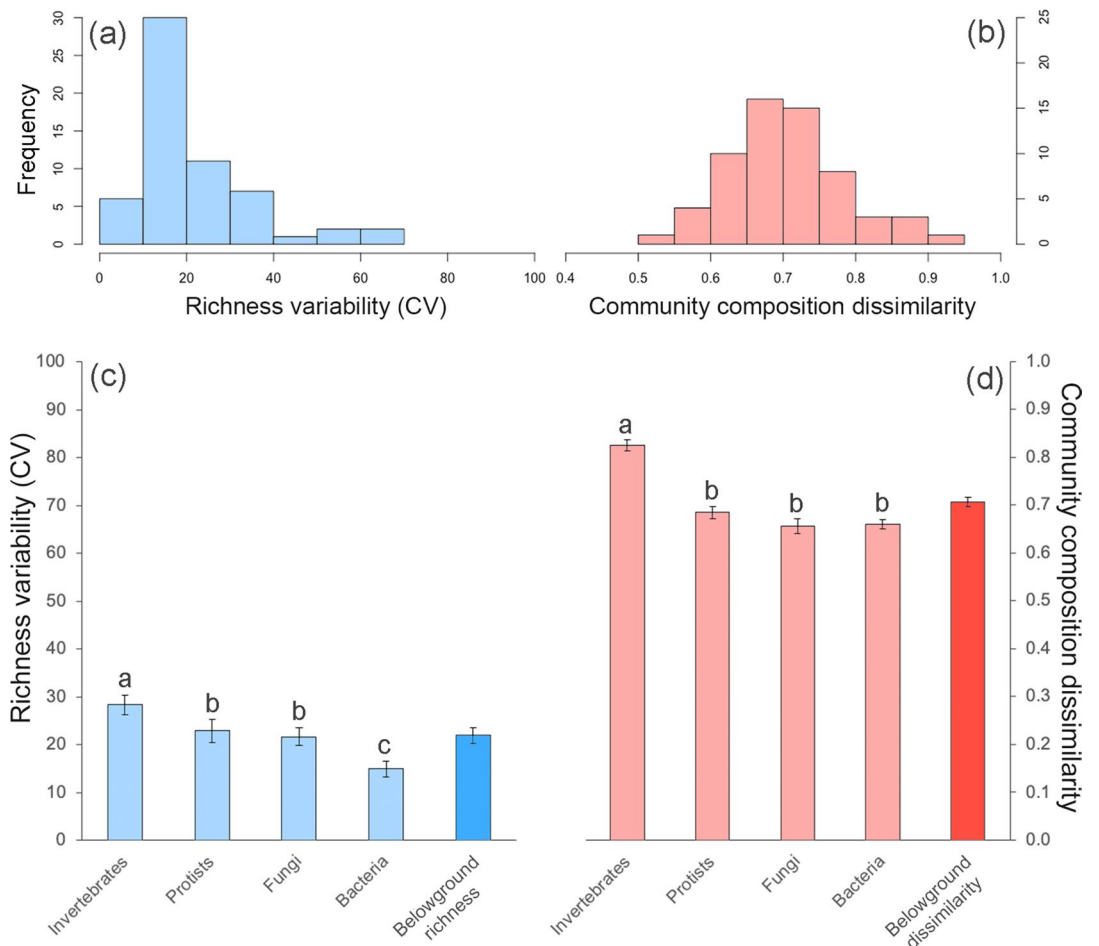 (a)
30
25
20
15
10
5
0
Frequency
0 20 40 60 80 100
Richness variability (CV)
(b)
25
20
15
10
5
0
0.4 0.5 0.6 0.7 0.8 0.9 1.0
Community composition dissimilarity
(c)
100
90
80
70
60
50
40
30
20
10
0
Richness variability (CV)
a
b
b
c
Invertebrates
Protists
Fungi
Bacteria
Belowground
richness
(d)
1.0
0.9
0.8
0.7
0.6
0.5
0.4
0.3
0.2
0.1
0.0
Community composition dissimilarity
a
b
b
b
Invertebrates
Protists
Fungi
Bacteria
Belowground
dissimilarity